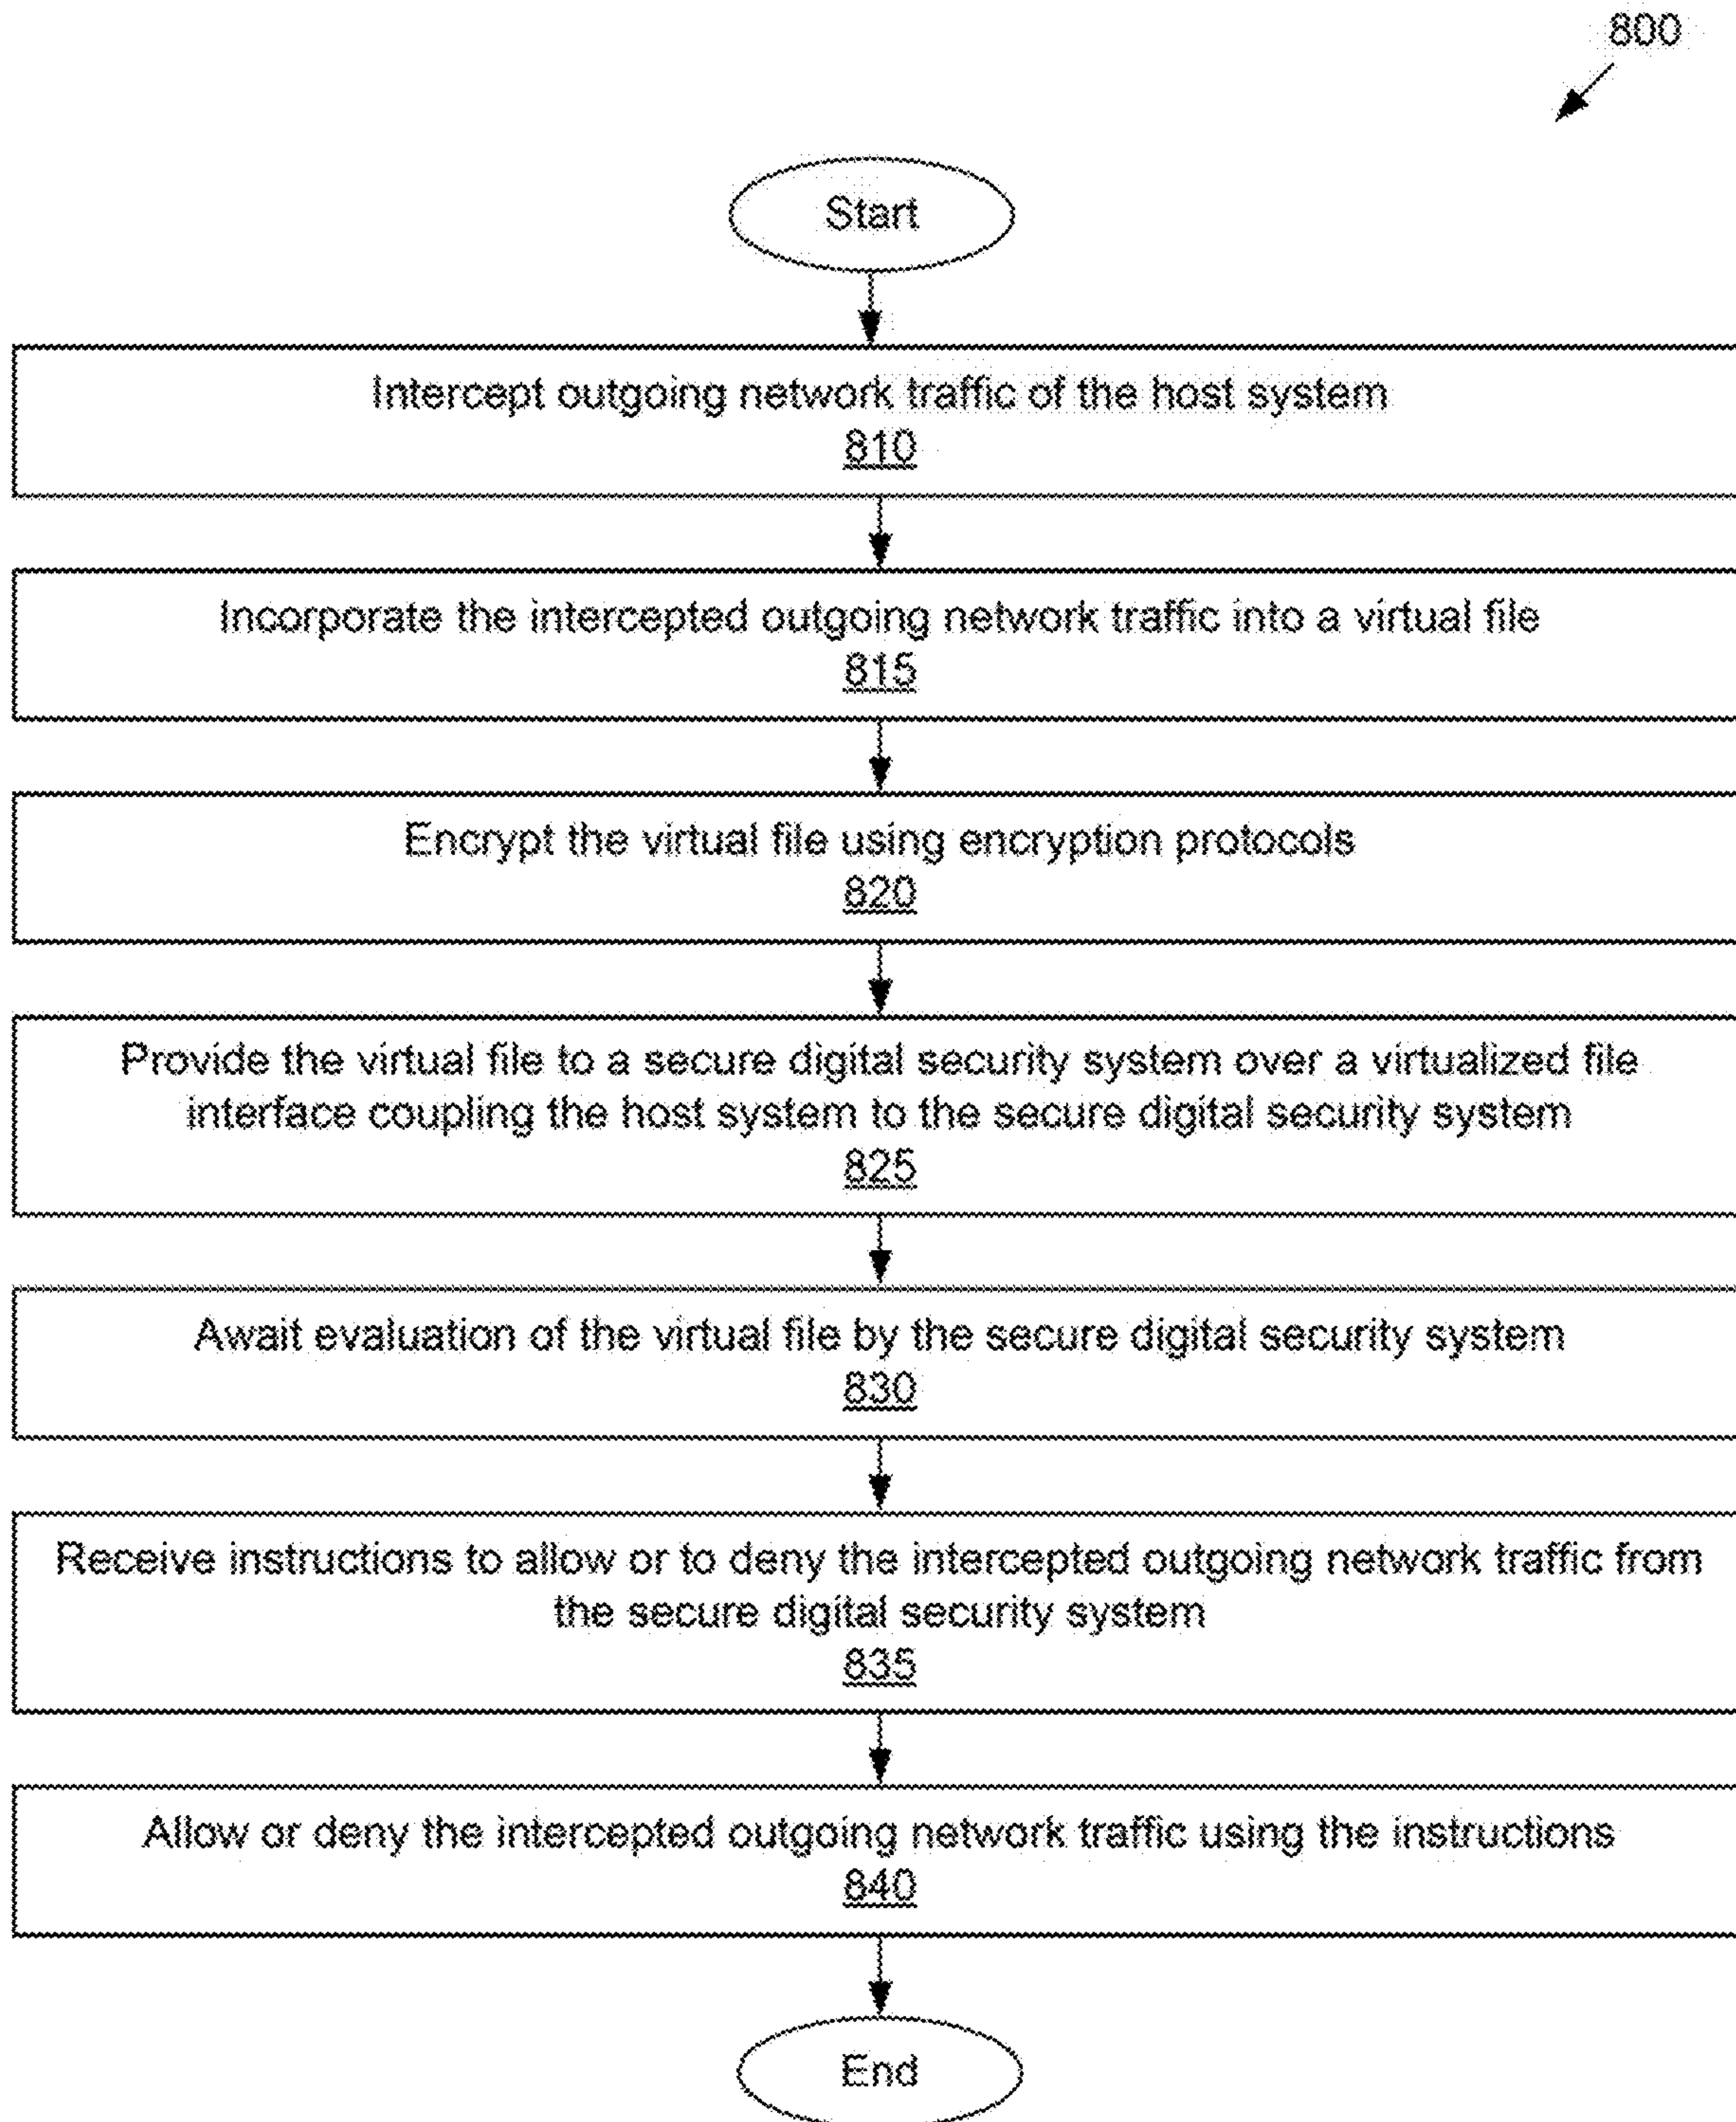 800
Start
Intercept outgoing network traffic of the host system
810
Incorporate the intercepted outgoing network traffic into a virtual file
815
Encrypt the virtual file using encryption protocols
820
Provide the virtual file to a secure digital security system over a virtualized file
interface coupling the host system to the secure digital security system
825
Await evaluation of the virtual file by the secure digital security system
830
Receive instructions to allow or to deny the intercepted outgoing network traffic from
the secure digital security system
835
Allow or deny the intercepted outgoing network traffic using the instructions
840
End